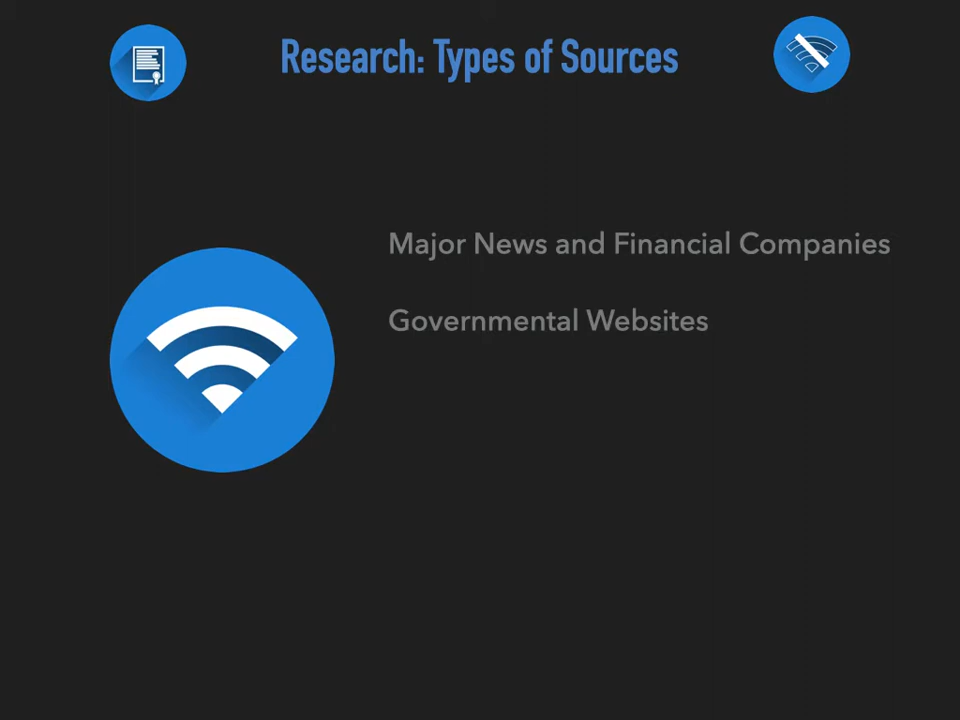 Research: Types of Sources
Major News and Financial Companies
Governmental Websites